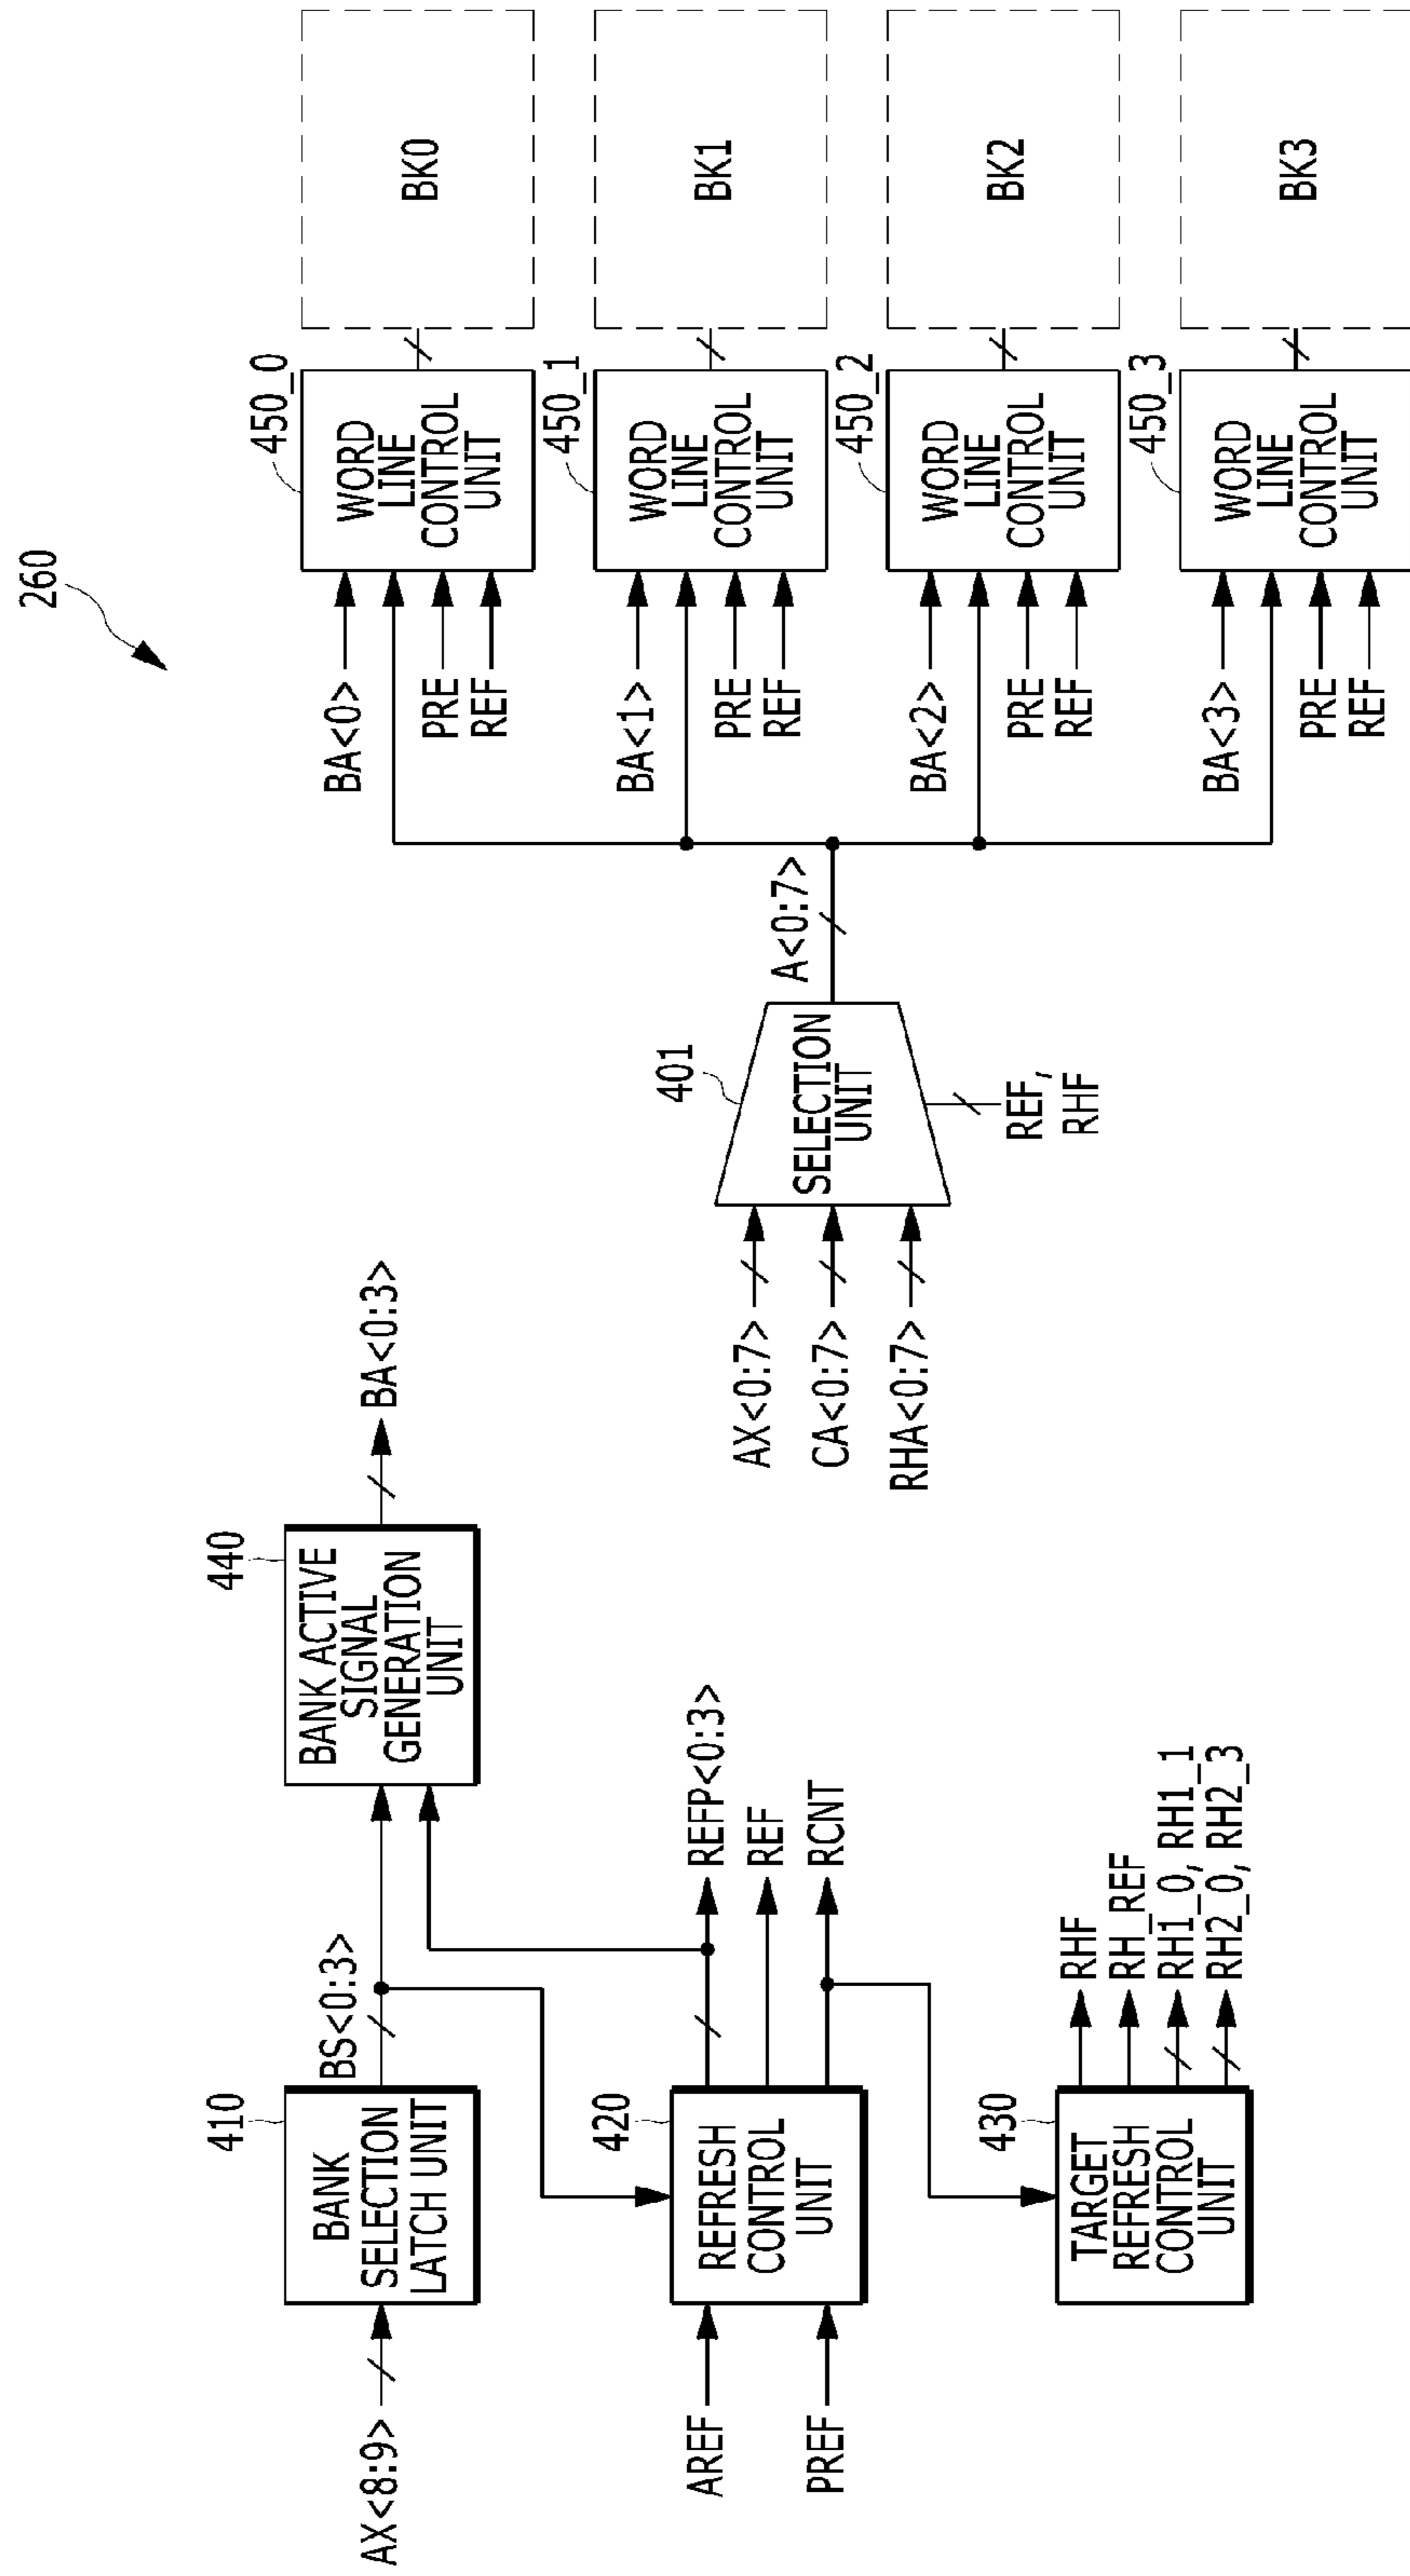 260
AX<8:9>
410
BANK
SELECTION
LATCH UNIT
BS<0:3>
440
BANK ACTIVE
SIGNAL
GENERATION
UNIT
BA<0:3>
AREF
PREF
420
REFRESH
CONTROL
UNIT
REFP<0:3>
REF
RCNT
430
TARGET
REFRESH
CONTROL
UNIT
RHF
RH_REF
RH1_0, RH1_1
RH2_0, RH2_3
AX<0:7>
CA<0:7>
RHA<0:7>
401
SELECTION
UNIT
REF,
RHF
A<0:7>
BA<0>
PRE
REF
450_0
WORD
LINE
CONTROL
UNIT
BK0
BA<1>
PRE
REF
450_1
WORD
LINE
CONTROL
UNIT
BK1
BA<2>
PRE
REF
450_2
WORD
LINE
CONTROL
UNIT
BK2
BA<3>
PRE
REF
450_3
WORD
LINE
CONTROL
UNIT
BK3